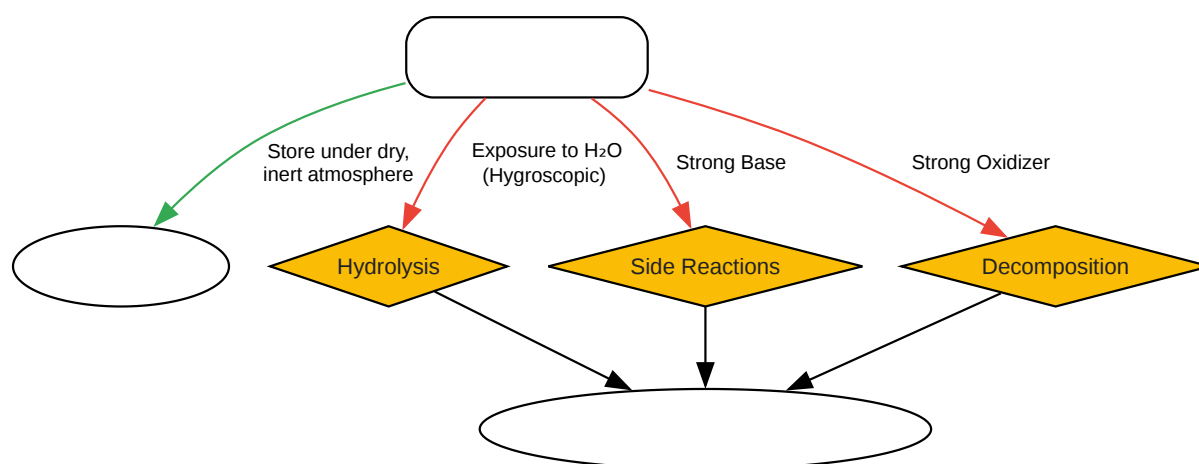 Store under dry,
inert atmosphere
Exposure to H₂O
(Hygroscopic)
Strong Base
Strong Oxidizer
Hydrolysis
Side Reactions
Decomposition